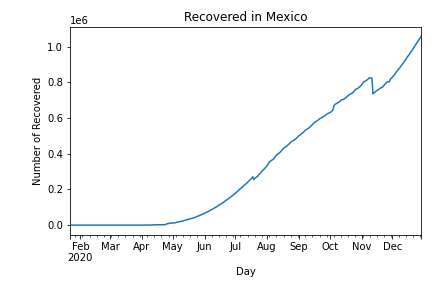 Recovered in Mexico
1e6
1.0
0.8
0.6
0.4
0.2
0.0
Number of Recovered
Feb Mar Apr May Jun Jul Aug Sep Oct Nov Dec
2020
Day